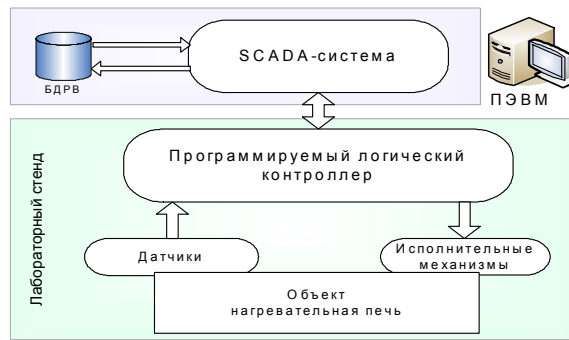 SCADA-система
БДРВ
ПЭВМ
Программируемый логический
контроллер
Лабораторный стенд
Датчики
Исполнительные
механизмы
Объект
нагревательная печь